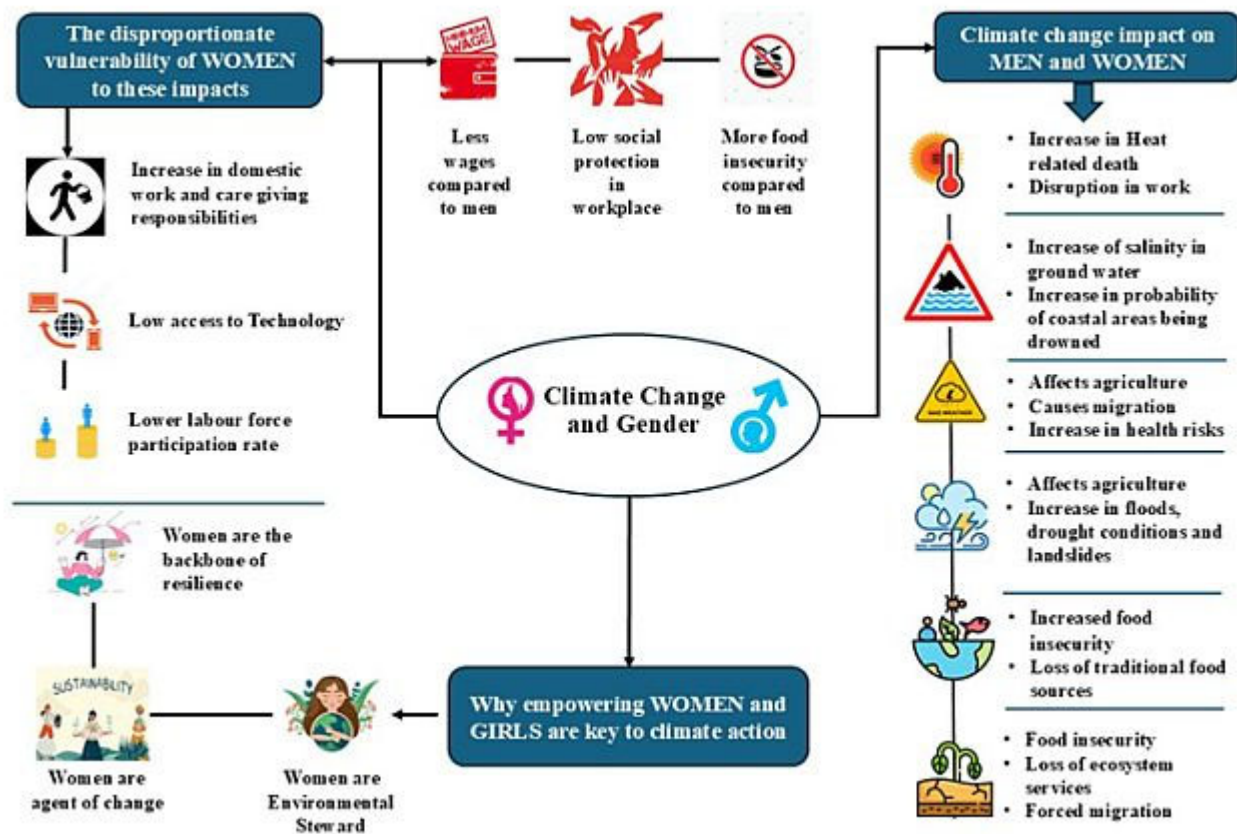 The disproportionate
vulnerability of WOMEN
to these impacts
MINIMUM
WAGE
Less
wages
compared
to men
Low social
protection
in
workplace
More food
insecurity
compared
to men
Climate change impact on
MEN and WOMEN
Increase in domestic
work and care giving
responsibilities
Low access to Technology
Lower labour force
participation rate
Climate Change
and Gender
• Increase in Heat
related death
• Disruption in work
• Increase of salinity in
ground water
• Increase in probability
of coastal areas being
drowned
• Affects agriculture
• Causes migration
• Increase in health risks
• Affects agriculture
• Increase in floods,
drought conditions and
landslides
• Increased food
insecurity
• Loss of traditional food
sources
• Food insecurity
• Loss of ecosystem
services
• Forced migration
Why empowering WOMEN and
GIRLS are key to climate action
Women are
Environmental
Steward
SUSTAINABILITY
Women are
agent of change
Women are the
backbone of
resilience